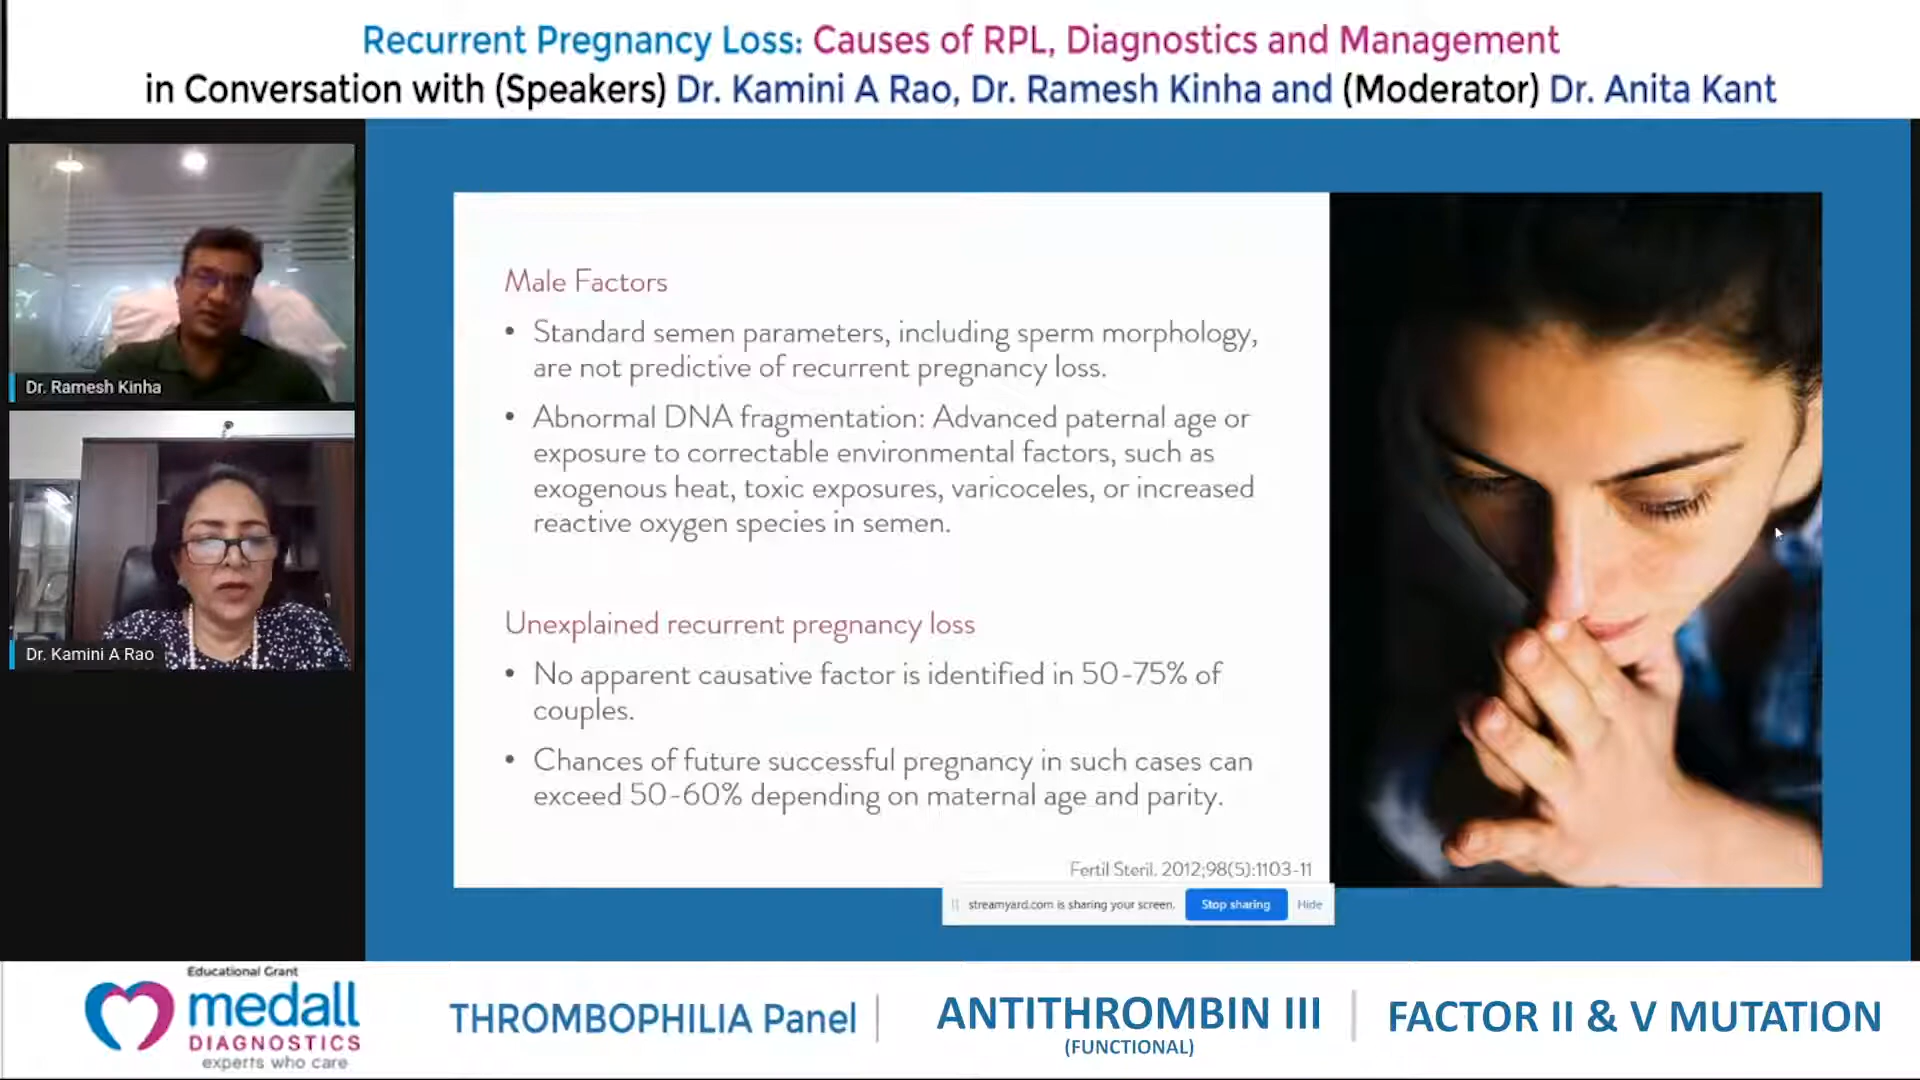 Recurrent Pregnancy Loss: Causes of RPL, Diagnostics and Management
in Conversation with (Speakers) Dr. Kamini A Rao, Dr. Ramesh Kinha and (Moderator) Dr. Anita Kant
Dr. Ramesh Kinha
Dr. Kamini A Rao
Male Factors
• Standard semen parameters, including sperm morphology,
are not predictive of recurrent pregnancy loss.
• Abnormal DNA fragmentation: Advanced paternal age or
exposure to correctable environmental factors, such as
exogenous heat, toxic exposures, varicoceles, or increased
reactive oxygen species in semen.
Unexplained recurrent pregnancy loss
• No apparent causative factor is identified in 50-75% of
couples.
• Chances of future successful pregnancy in such cases can
exceed 50-60% depending on maternal age and parity.
Fertil Steril. 2012;98(5):1103-11
streamyard.com is sharing your screen. Stop sharing Hide
Educational Grant
medall
DIAGNOSTICS
experts who care
THROMBOPHILIA Panel
ANTITHROMBIN III
(FUNCTIONAL)
FACTOR II & V MUTATION